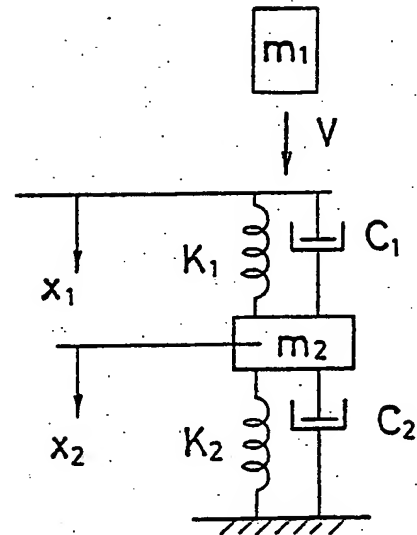 m₁
V
x₁
K₁
C₁
m₂
x₂
K₂
C₂